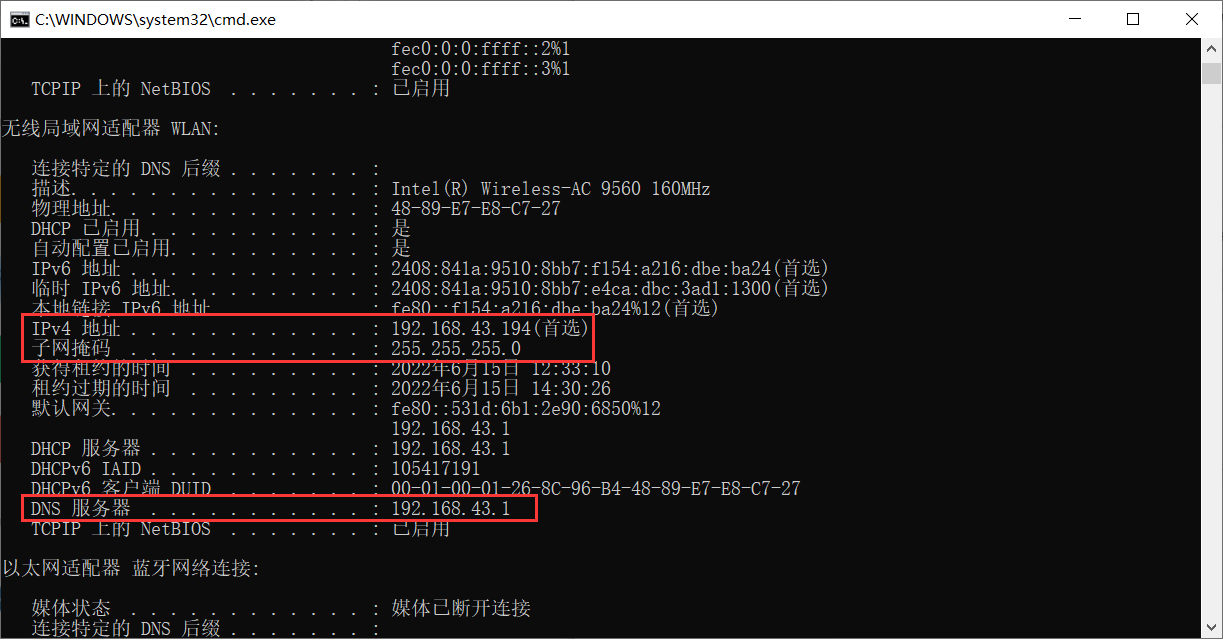 C:\WINDOWS\system32\cmd.exe
fec0:0:0:ffff::2%1
fec0:0:0:ffff::3%1
TCPIP 上的 NetBIOS . . . . . . . : 已启用
无线局域网适配器 WLAN:
连接特定的 DNS 后缀 . . . . . . . :
描述. . . . . . . . . . . . . . . : Intel(R) Wireless-AC 9560 160MHz
物理地址. . . . . . . . . . . . . : 48-89-E7-E8-C7-27
DHCP 已启用 . . . . . . . . . . . : 是
自动配置已启用. . . . . . . . . . : 是
IPv6 地址 . . . . . . . . . . . . : 2408:841a:9510:8bb7:f154:a216:dbe:ba24(首选)
临时 IPv6 地址. . . . . . . . . . : 2408:841a:9510:8bb7:e4ca:dbc:3ad1:1300(首选)
本地链接 IPv6 地址. . . . . . . . : fe80::f154:a216:dbe:ba24%12(首选)
IPv4 地址 . . . . . . . . . . . . : 192.168.43.194(首选)
子网掩码 . . . . . . . . . . . . : 255.255.255.0
获得租约的时间 . . . . . . . . . : 2022年6月15日 12:33:10
租约过期的时间 . . . . . . . . . : 2022年6月15日 14:30:26
默认网关. . . . . . . . . . . . . : fe80::531d:6b1:2e90:6850%12
192.168.43.1
DHCP 服务器 . . . . . . . . . . . : 192.168.43.1
DHCPv6 IAID . . . . . . . . . . . : 105417191
DHCPv6 客户端 DUID . . . . . . . : 00-01-00-01-26-8C-96-B4-48-89-E7-E8-C7-27
DNS 服务器 . . . . . . . . . . . : 192.168.43.1
TCPIP 上的 NetBIOS . . . . . . . : 已启用
以太网适配器 蓝牙网络连接:
媒体状态 . . . . . . . . . . . . : 媒体已断开连接
连接特定的 DNS 后缀 . . . . . . . :